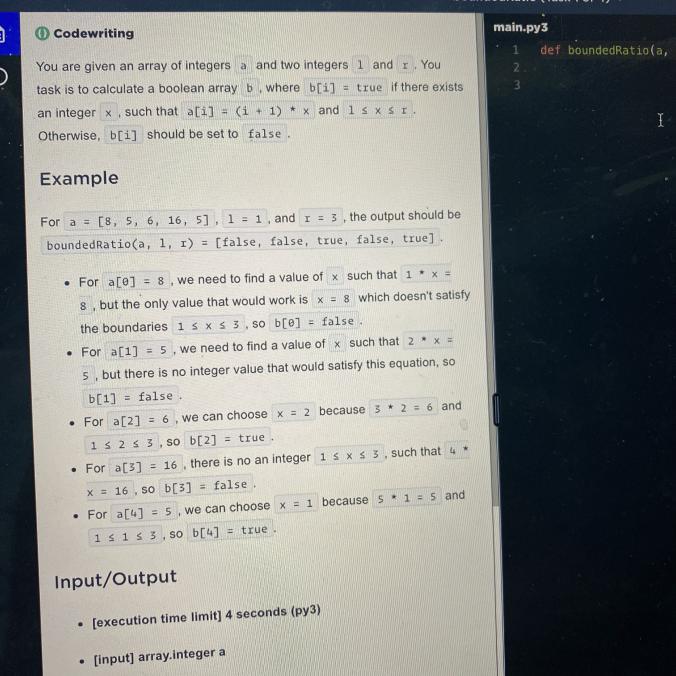 Codewriting
You are given an array of integers a and two integers l and r . You
task is to calculate a boolean array b , where b[i] = true if there exists
an integer x , such that a[i] = (i + 1) * x and l ≤ x ≤ r .
Otherwise, b[i] should be set to false .
Example
For a = [8, 5, 6, 16, 5] , l = 1 , and r = 3 , the output should be
boundedRatio(a, l, r) = [false, false, true, false, true] .
• For a[0] = 8 , we need to find a value of x such that 1 * x =
8 , but the only value that would work is x = 8 which doesn't satisfy
the boundaries 1 ≤ x ≤ 3 , so b[0] = false .
• For a[1] = 5 , we need to find a value of x such that 2 * x =
5 , but there is no integer value that would satisfy this equation, so
b[1] = false .
• For a[2] = 6 , we can choose x = 2 because 3 * 2 = 6 and
1 ≤ 2 ≤ 3 , so b[2] = true .
• For a[3] = 16 , there is no an integer 1 ≤ x ≤ 3 , such that 4 *
x = 16 , so b[3] = false .
• For a[4] = 5 , we can choose x = 1 because 5 * 1 = 5 and
1 ≤ 1 ≤ 3 , so b[4] = true .
Input/Output
• [execution time limit] 4 seconds (py3)
• [input] array.integer a
main.py3
1 def boundedRatio(a,
2
3